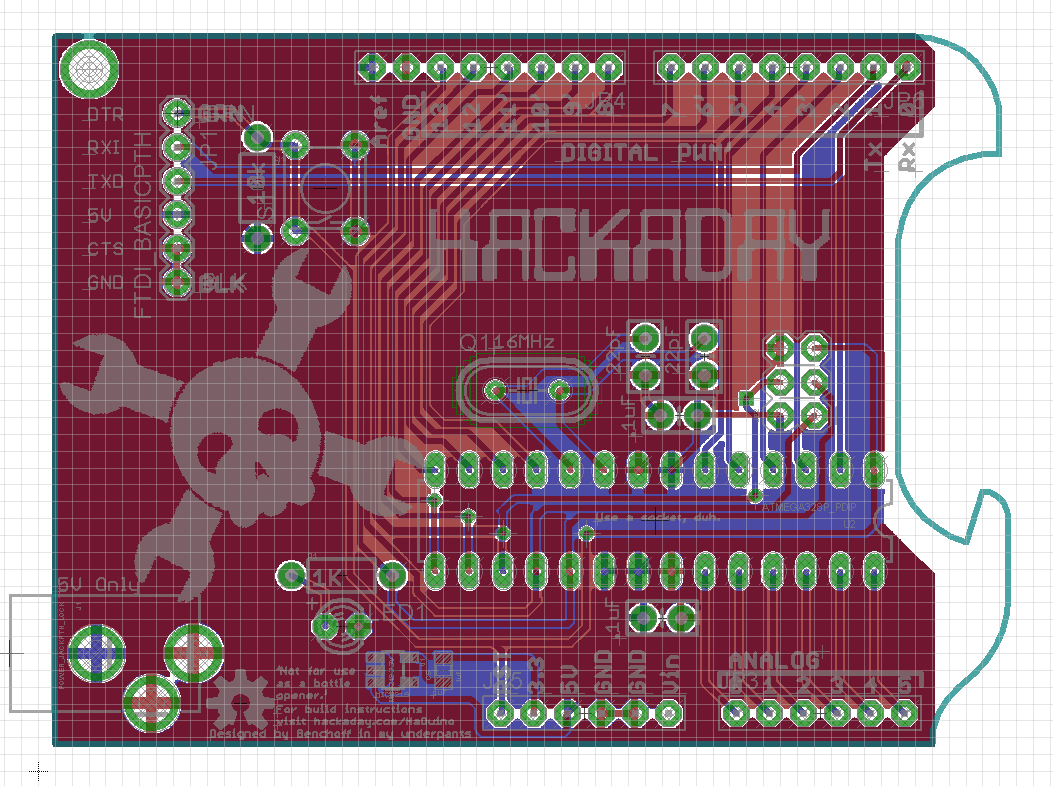 Aref
GND
13
12
11'
10'
9'
8
JP4
7
6'
5'
4
3'
2
DIGITAL PWM'
Tx
Rx
DTR
RXI
TXD
5V
CTS
GND
GRN
BLK
JP1
FTDI_BASICPTH
10k
HACKADAY
Q1
16MHz
22PF
22PF
.1uF
ATMEGA328P_PDIP
U2
Use a socket, duh.
1K
+
LED1
.1uF
5V Only
J1
POWER_JACKPTH_LOCK
"Not for use
as a bottle
opener."
For build instructions
visit hackaday.com/HaDuino
Designed by Benchoff in my underpants
3V3
5V
GND
GND
Vin
ANALOG
0
1
2
3
4
5